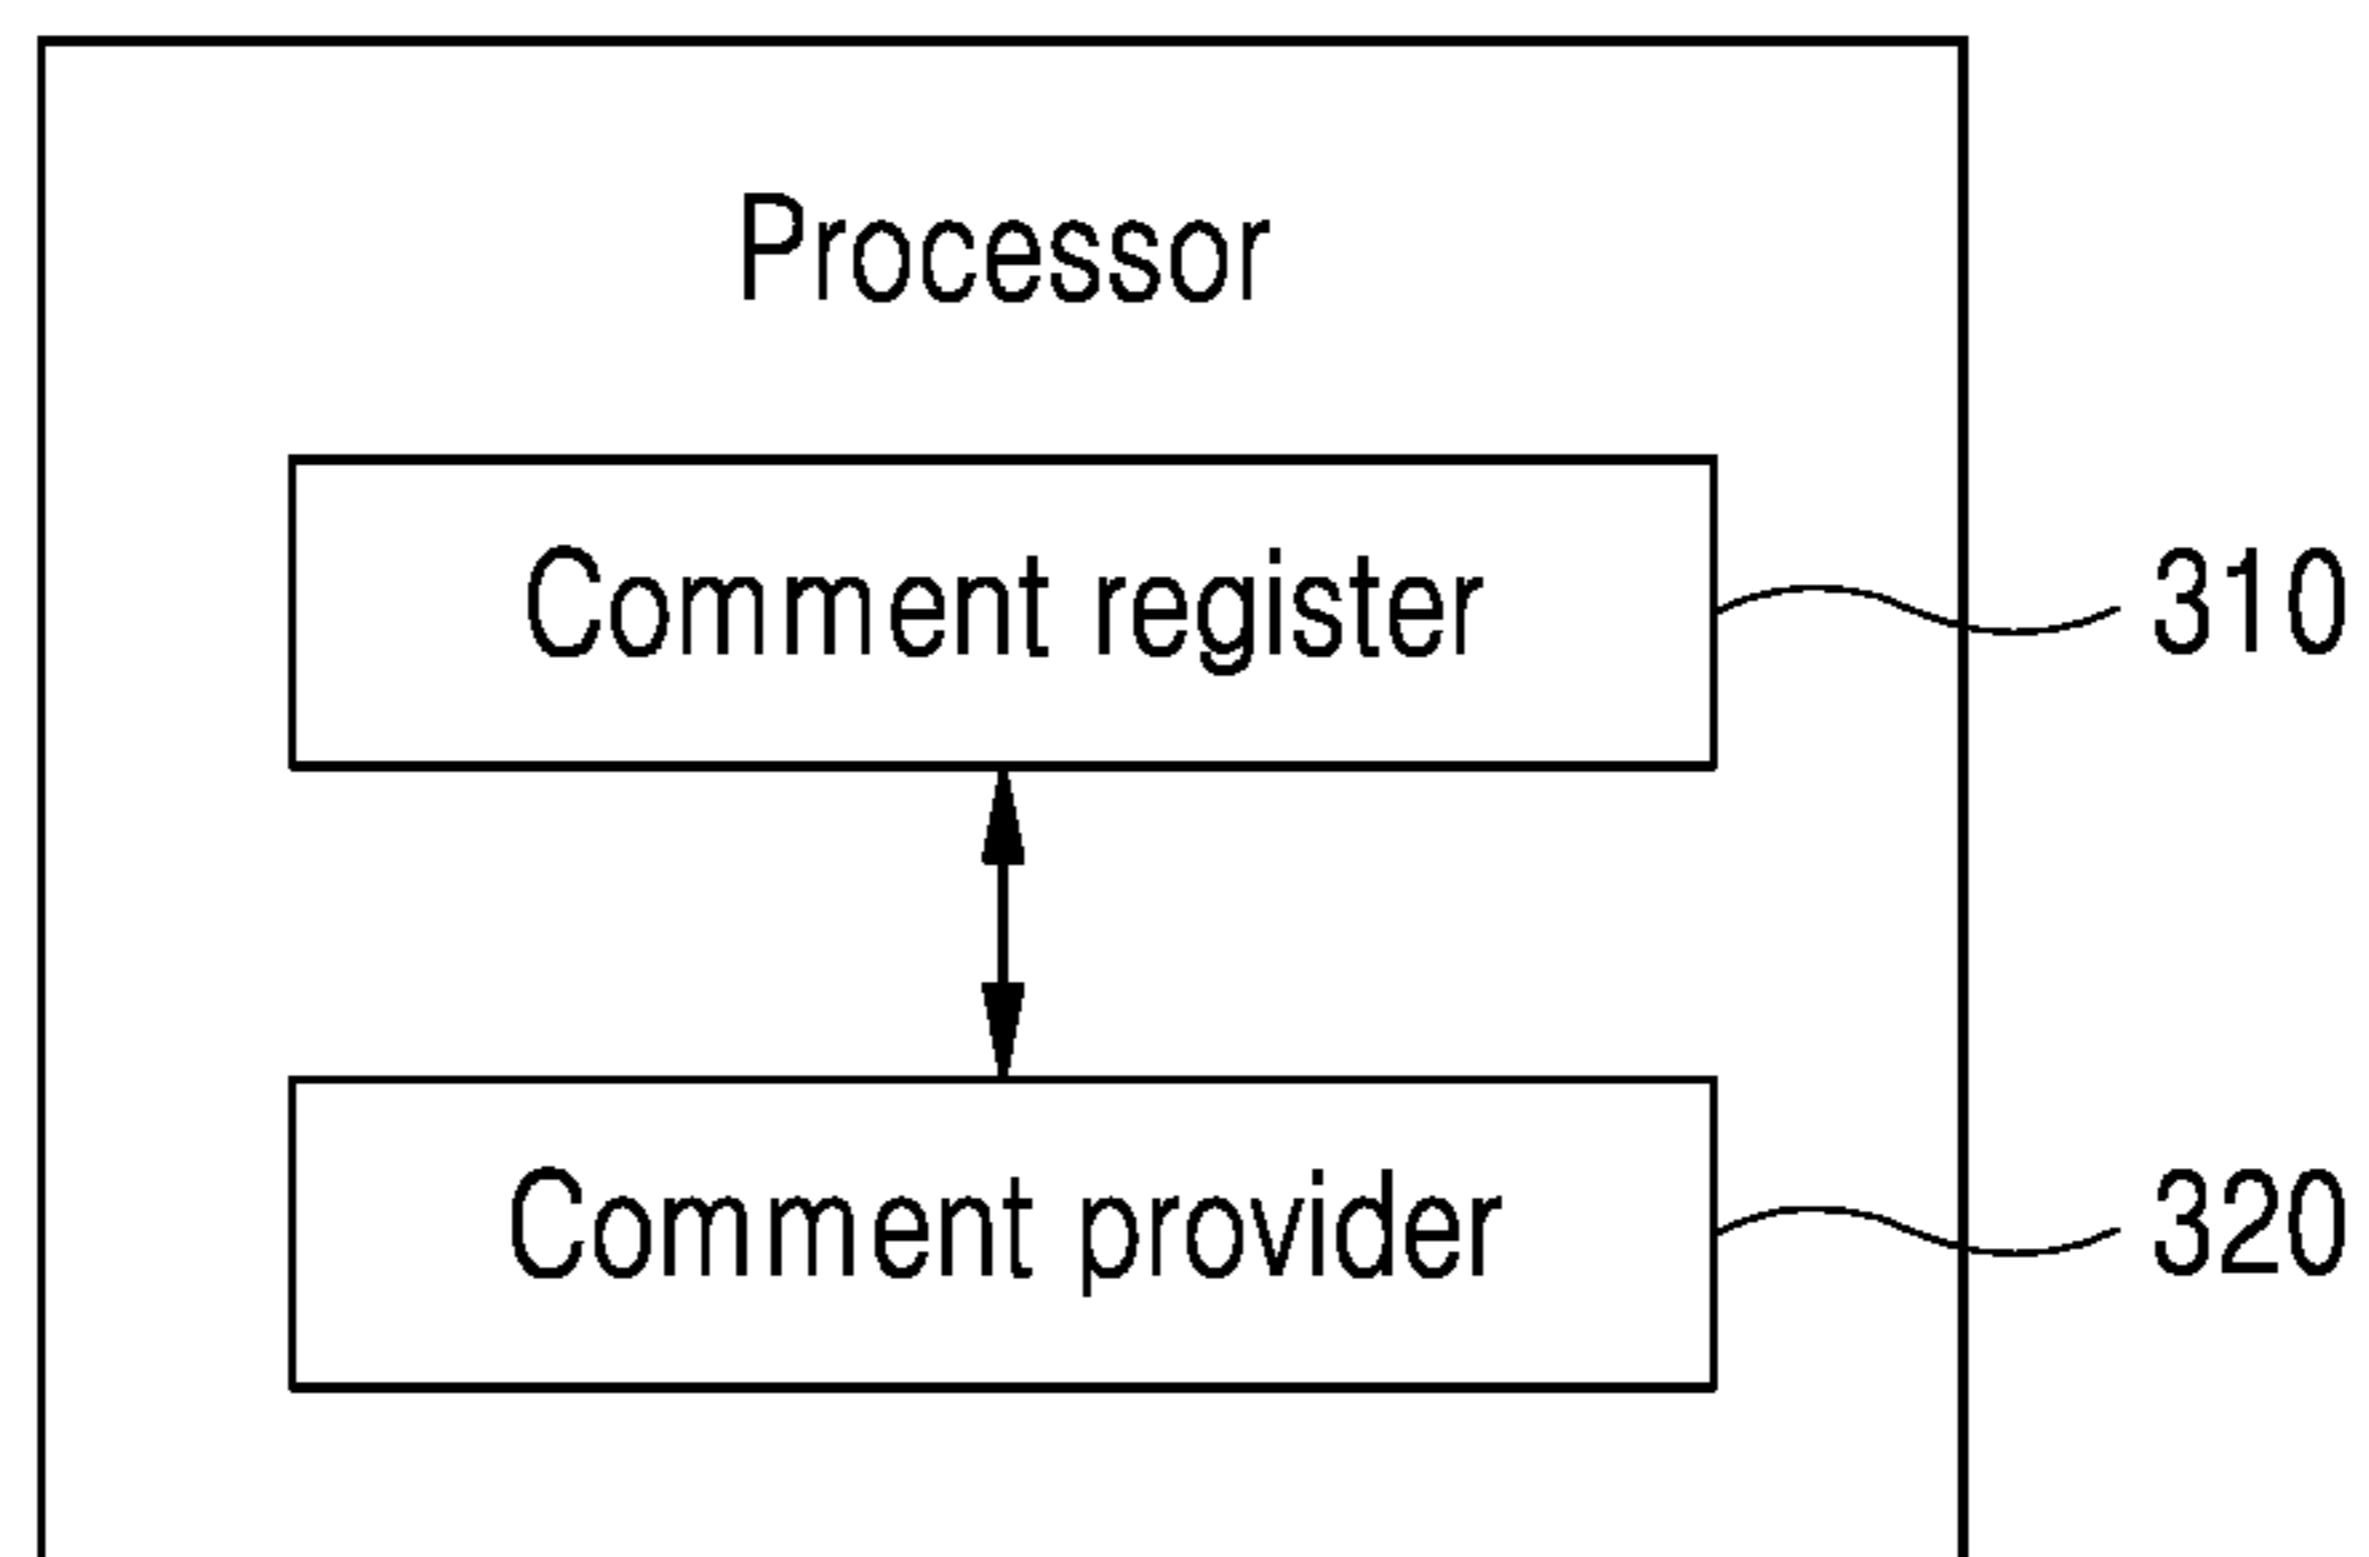 Processor
Comment register
310
Comment provider
320